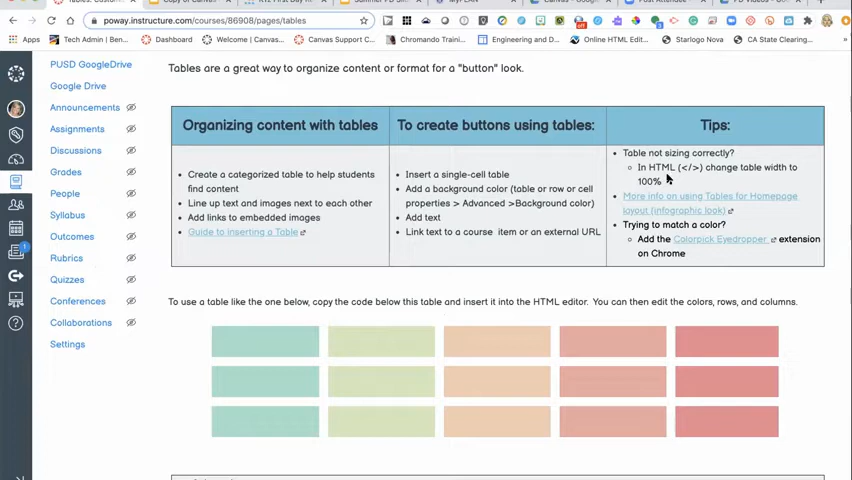 poway.instructure.com/courses/86908/pages/tables
Apps
Tech Admin | Ben...
Dashboard
Welcome | Canvas...
Canvas Support C...
Chromando Traini...
Online HTML Edit...
Engineering and D...
Starlogo Nova
CA State Clearing...
PUSD GoogleDrive
Google Drive
Announcements
Assignments
Discussions
Grades
People
Syllabus
Outcomes
Rubrics
Quizzes
Conferences
Collaborations
Settings
1
Tables are a great way to organize content or format for a "button" look.
Organizing content with tables
Create a categorized table to help students
find content
Line up text and images next to each other
Add links to embedded images
Guide to inserting a Table
To create buttons using tables:
Insert a single-cell table
Add a background color (table or row or cell
properties > Advanced >Background color)
Add text
Link text to a course item or an external URL
Tips:
Table not sizing correctly?
In HTML (</>) change table width to
100%
More info on using Tables for Homepage
layout (infographic look)
Trying to match a color?
Add the Colorpick Eyedropper extension
on Chrome
To use a table like the one below, copy the code below this table and insert it into the HTML editor. You can then edit the colors, rows, and columns.